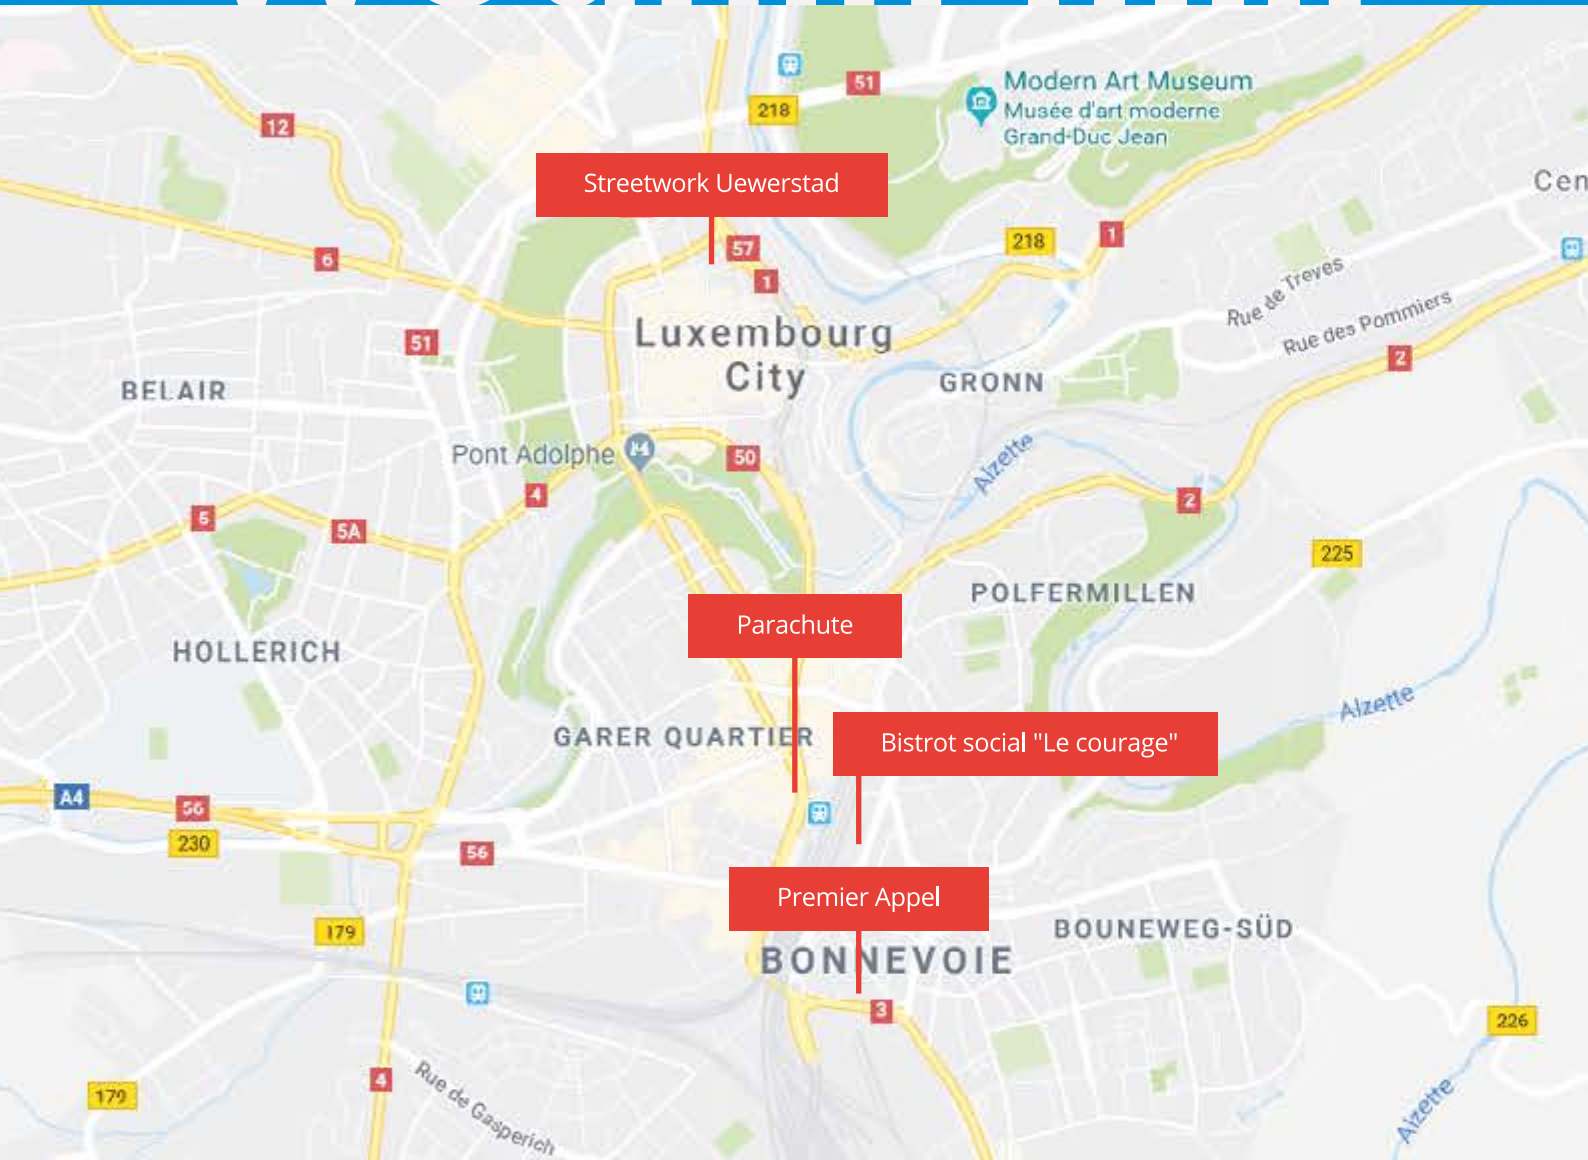 51
Modern Art Museum
Musée d'art moderne
Grand-Duc Jean
218
12
Streetwork Uewerstad
Cen
57
218
1
6
1
Rue de Treves
Rue des Pommiers
Luxembourg
City
51
2
BELAIR
GRONN
Pont Adolphe
50
Alzette
4
2
5
5A
225
POLFERMILLEN
Parachute
HOLLERICH
Alzette
GARER QUARTIER
Bistrot social "Le courage"
A4
56
230
56
Premier Appel
179
BOUNEWEG-SÜD
BONNEVOIE
3
226
4
Rue de Gasperich
179
Alzette